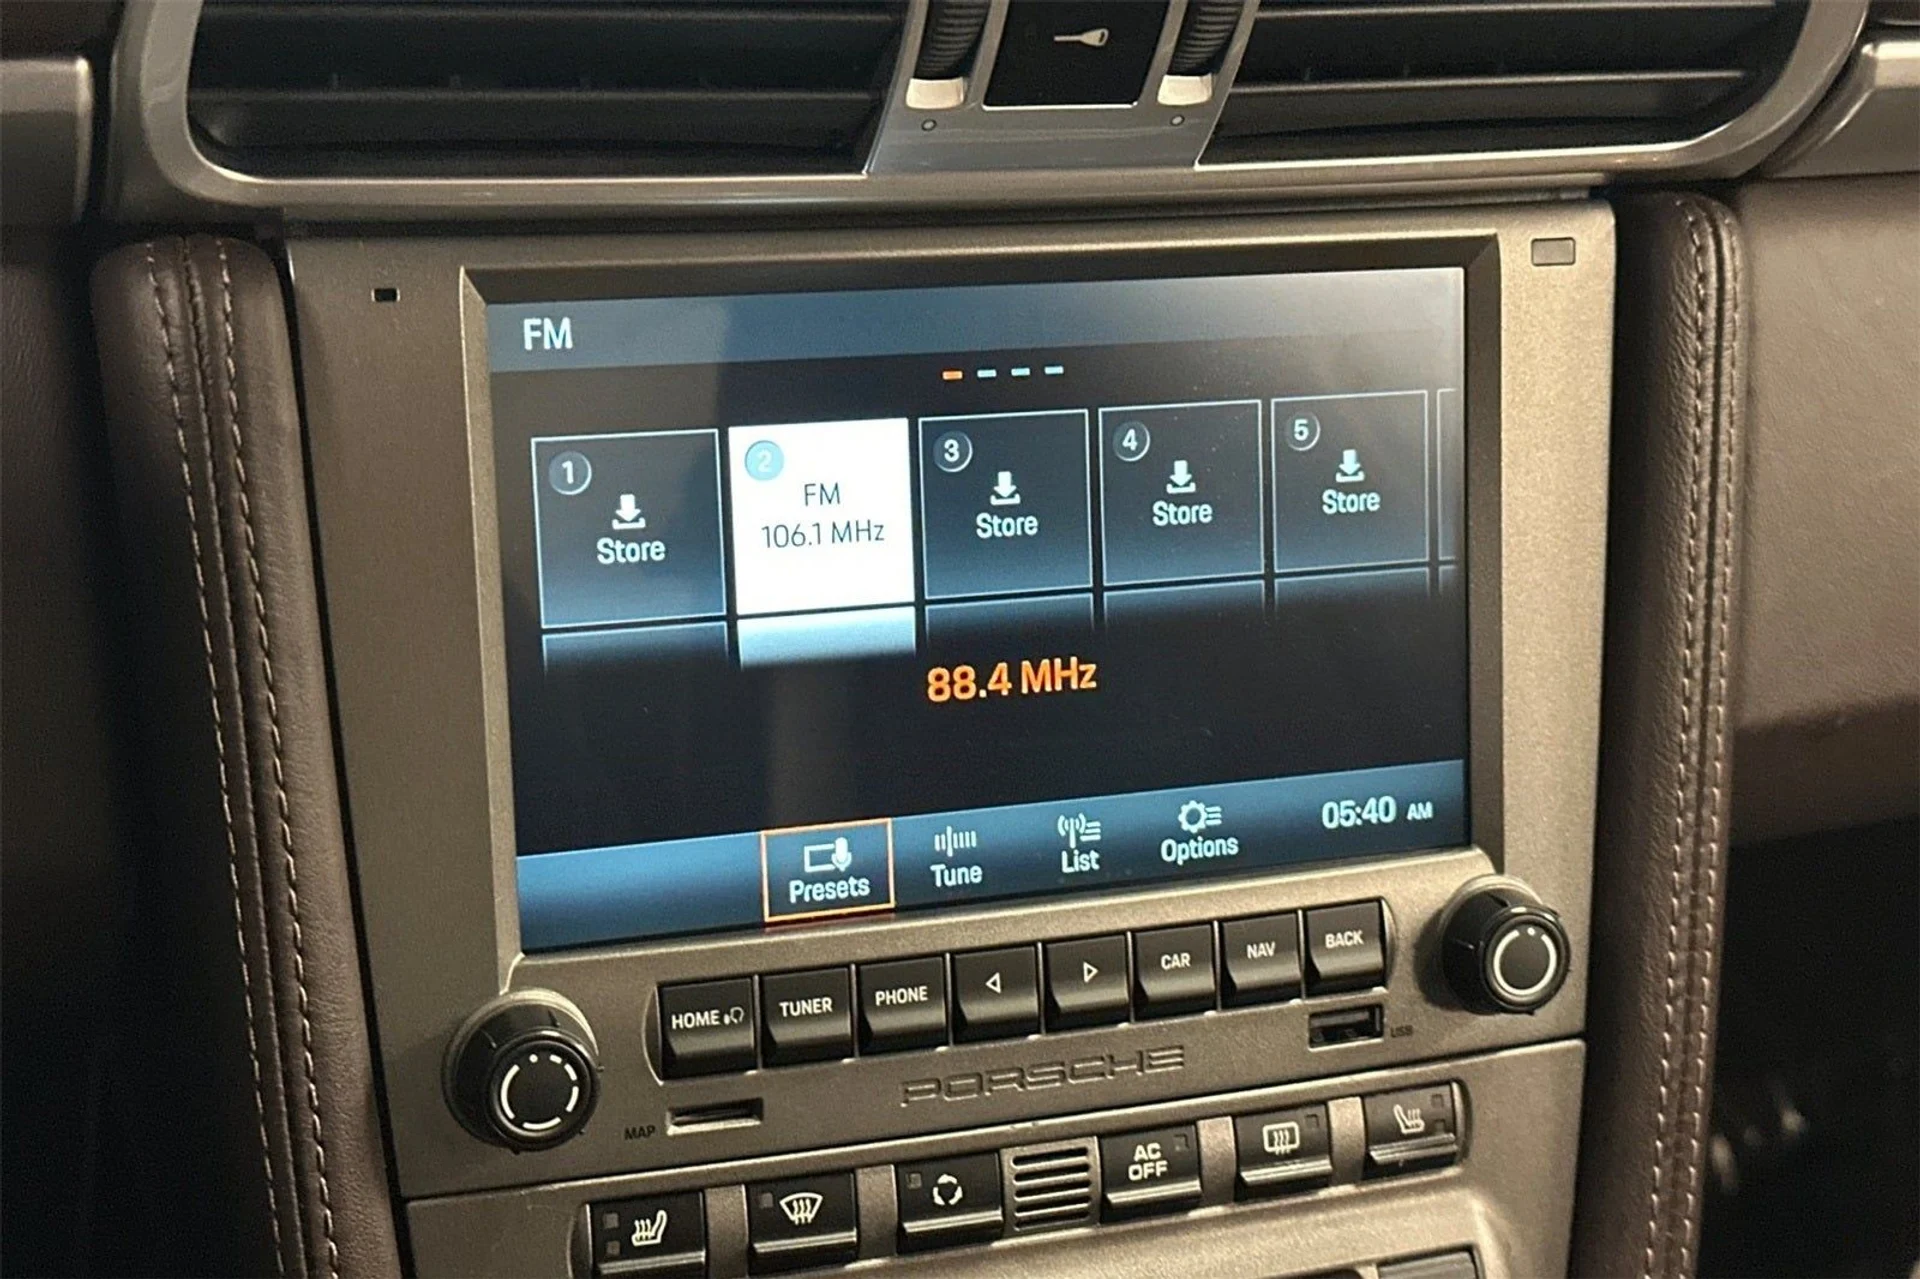 FM
1
Store
2
FM
106.1 MHz
3
Store
4
Store
5
Store
88.4 MHz
Presets
Tune
List
Options
05:40 AM
HOME
TUNER
PHONE
CAR
NAV
BACK
USB
PORSCHE
MAP
AC
OFF